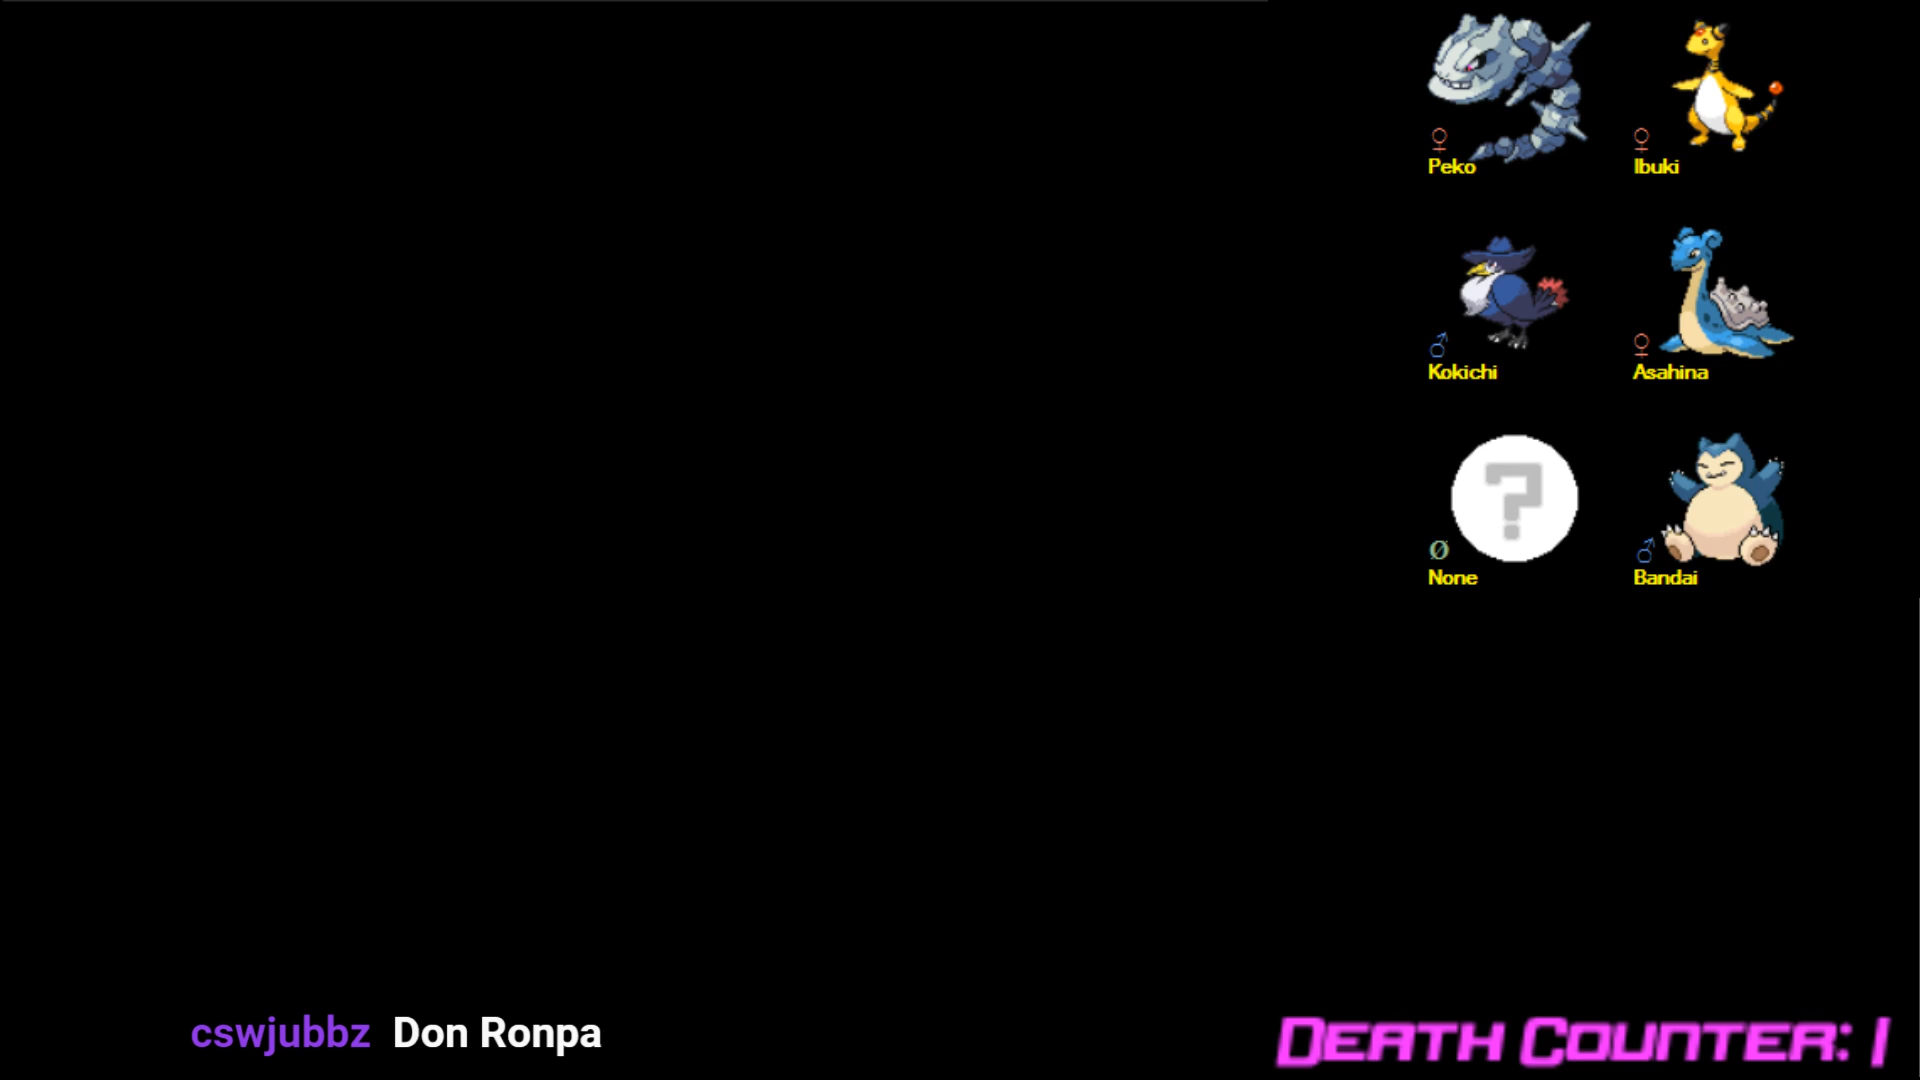 ♀ ♀
Peko Ibuki
♂ ♀
Kokichi Asahina
?
Ø ♂
None Bandai
cswjubbz Don Ronpa
DEATH COUNTER: 1